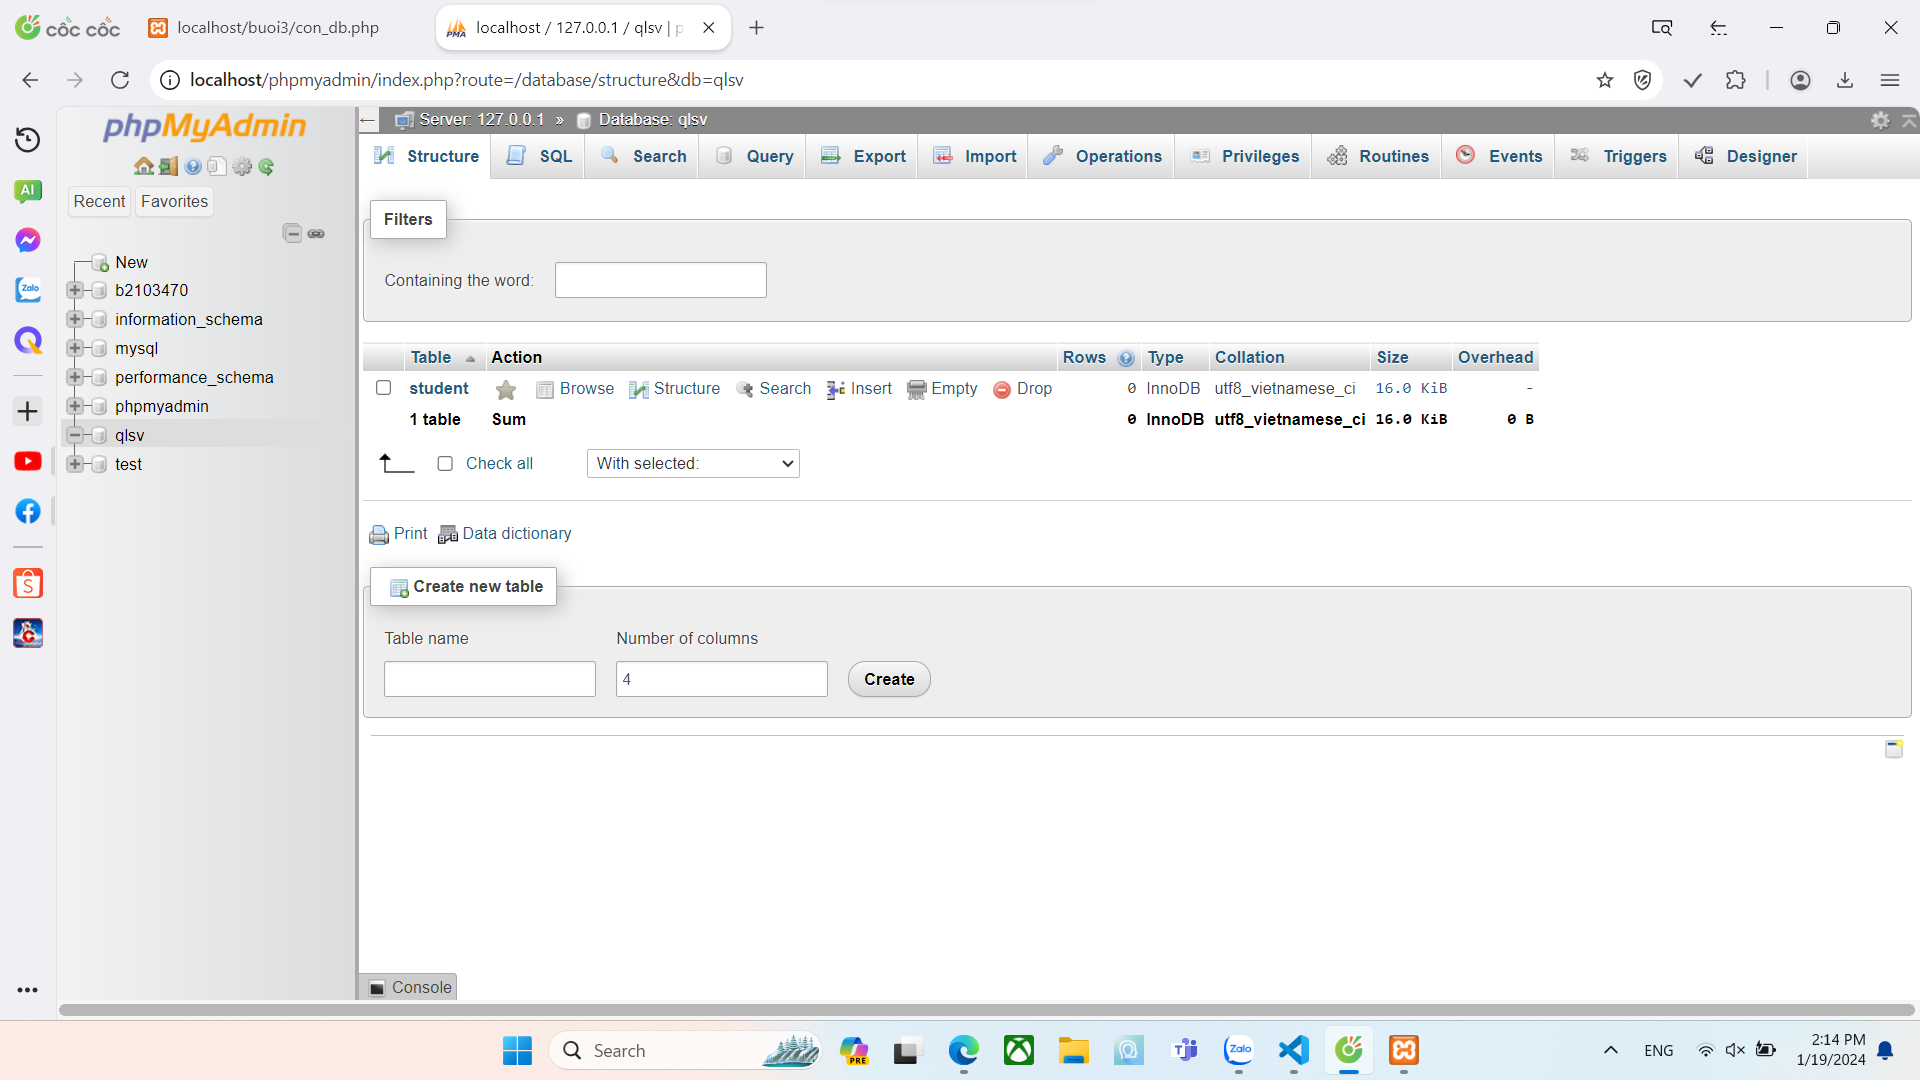 cốc cốc
localhost/buoi3/con_db.php
localhost / 127.0.0.1 / qlsv | p
localhost/phpmyadmin/index.php?route=/database/structure&db=qlsv
phpMyAdmin
Recent
Favorites
New
b2103470
information_schema
mysql
performance_schema
phpmyadmin
qlsv
test
Server: 127.0.0.1 » Database: qlsv
Structure SQL Search Query Export Import Operations Privileges Routines Events Triggers Designer
Filters
Containing the word:
Table Action Rows Type Collation Size Overhead
student Browse Structure Search Insert Empty Drop 0 InnoDB utf8_vietnamese_ci 16.0 KiB -
1 table Sum 0 InnoDB utf8_vietnamese_ci 16.0 KiB 0 B
Check all
With selected:
Print Data dictionary
Create new table
Table name
Number of columns
4
Create
Console
AI
Zalo
Search
PRE
Zalo
ENG
2:14 PM
1/19/2024